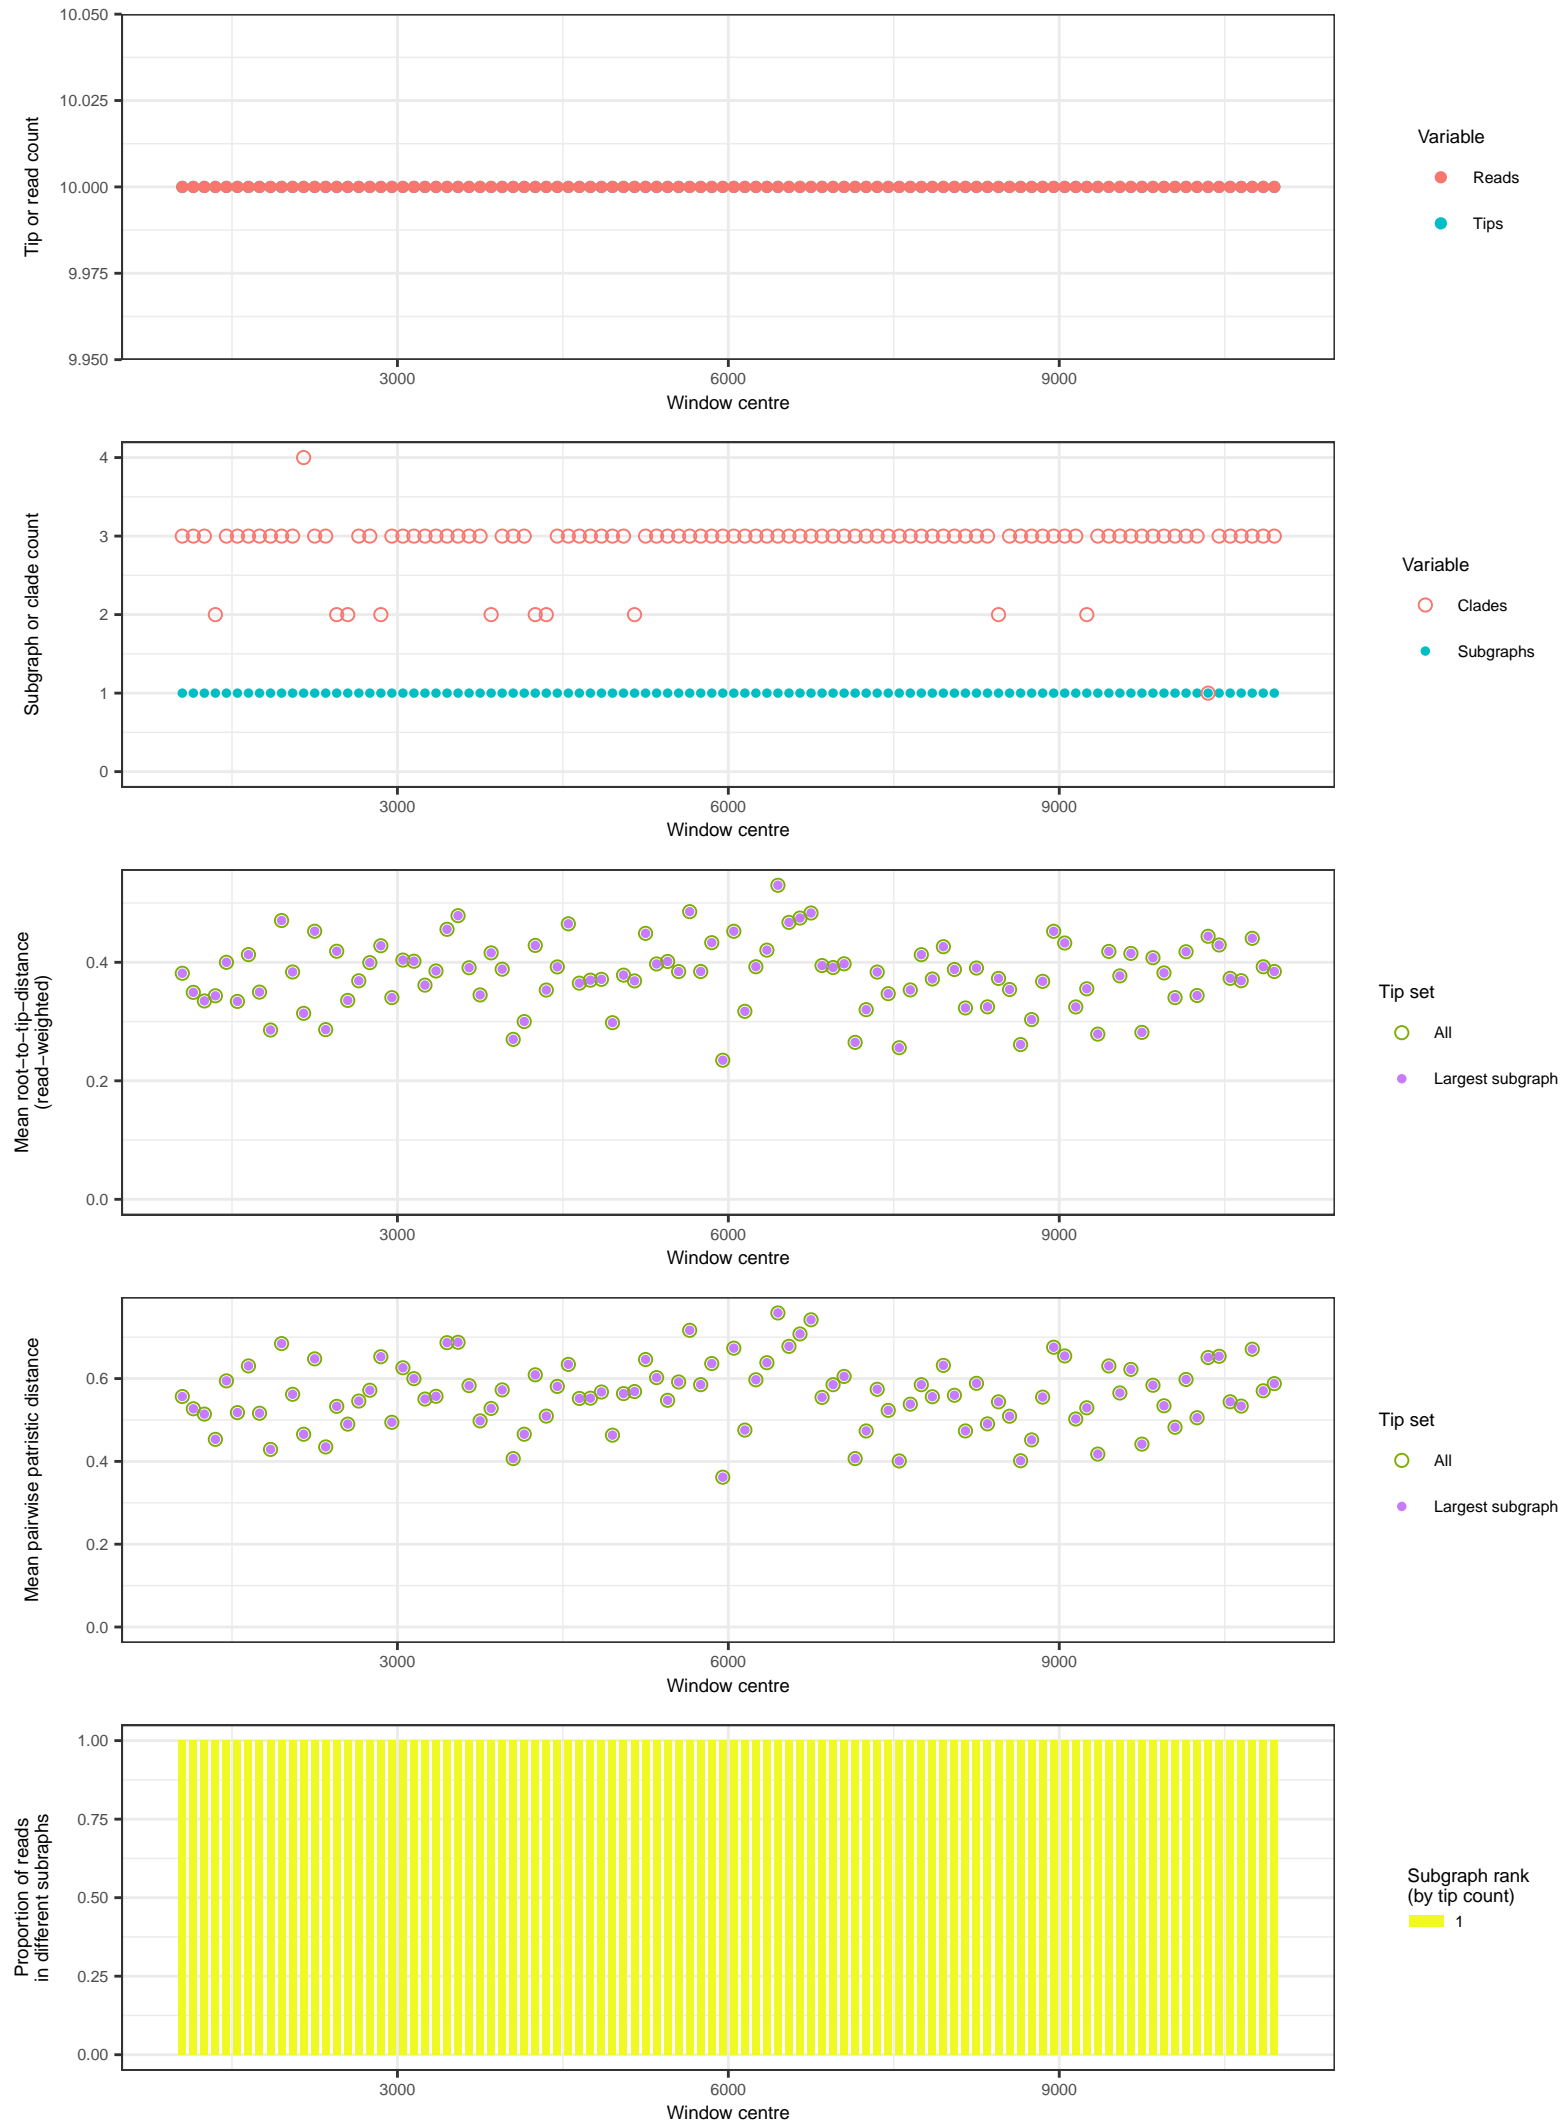 10.050
10.025
10.000
9.975
9.950
Tip or read count
3000 6000 9000
Window centre
Variable
Reads
Tips
4
3
2
1
0
Subgraph or clade count
3000 6000 9000
Window centre
Variable
Clades
Subgraphs
0.4
0.2
0.0
Mean root−to−tip−distance
(read−weighted)
3000 6000 9000
Window centre
Tip set
All
Largest subgraph
0.6
0.4
0.2
0.0
Mean pairwise patristic distance
3000 6000 9000
Window centre
Tip set
All
Largest subgraph
1.00
0.75
0.50
0.25
0.00
Proportion of reads
in different subraphs
3000 6000 9000
Window centre
Subgraph rank
(by tip count)
1